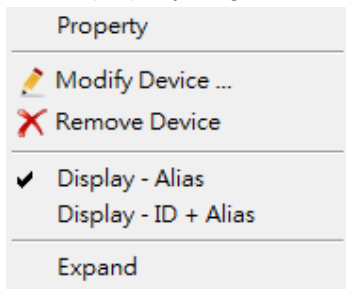 Property
Modify Device ...
Remove Device
Display - Alias
Display - ID + Alias
Expand